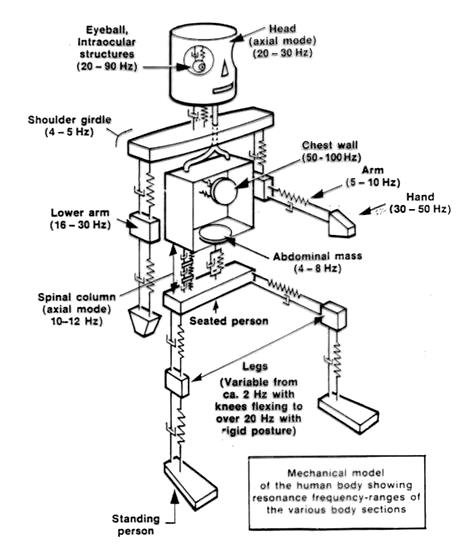 Eyeball,
Intraocular
structures
(20 – 90 Hz)
Head
(axial mode)
(20 – 30 Hz)
Shoulder girdle
(4 – 5 Hz)
Chest wall
(50-100Hz)
Arm
(5 – 10 Hz)
Hand
(30 – 50 Hz)
Lower arm
(16 – 30 Hz)
Abdominal mass
(4 – 8 Hz)
Spinal column
(axial mode)
10–12 Hz)
Seated person
Legs
(Variable from
ca. 2 Hz with
knees flexing to
over 20 Hz with
rigid posture)
Mechanical model
of the human body showing
resonance frequency-ranges of
the various body sections
Standing
person